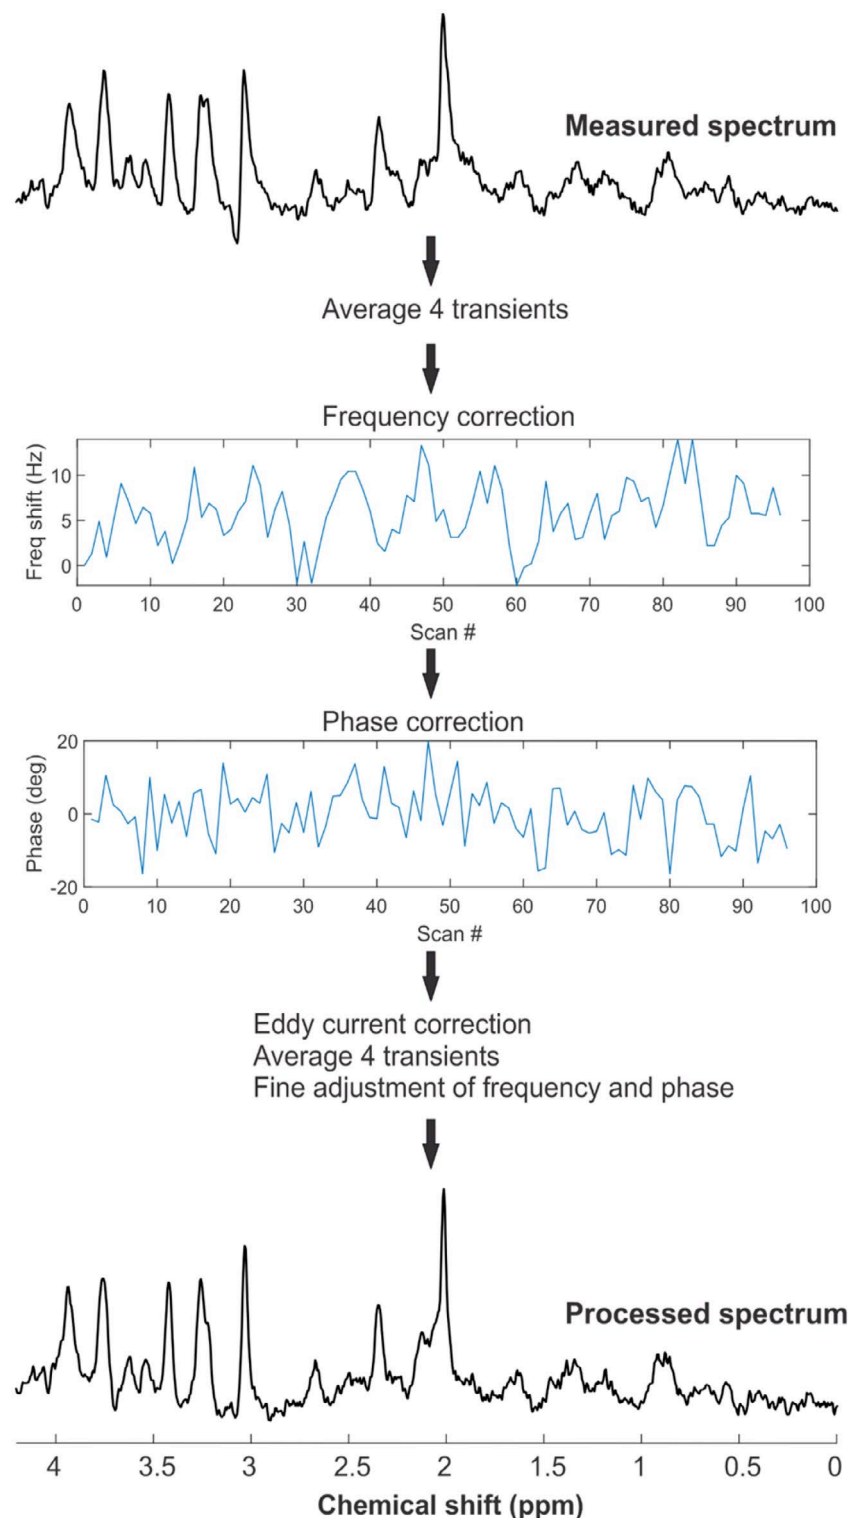 Measured spectrum
Average 4 transients
Frequency correction
Freq shift (Hz)
10
5
0
0 10 20 30 40 50 60 70 80 90 100
Scan #
Phase correction
Phase (deg)
20
0
-20
0 10 20 30 40 50 60 70 80 90 100
Scan #
Eddy current correction
Average 4 transients
Fine adjustment of frequency and phase
Processed spectrum
4 3.5 3 2.5 2 1.5 1 0.5 0
Chemical shift (ppm)